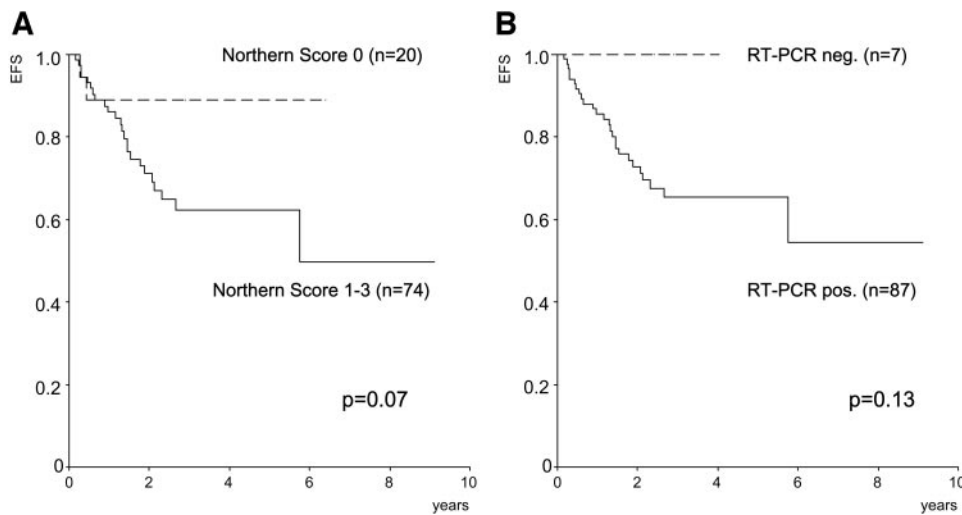 A
EFS
1.0
0.8
0.6
0.4
0.2
0
Northern Score 0 (n=20)
Northern Score 1-3 (n=74)
p=0.07
0 2 4 6 8 10
years
B
EFS
1.0
0.8
0.6
0.4
0.2
0
RT-PCR neg. (n=7)
RT-PCR pos. (n=87)
p=0.13
0 2 4 6 8 10
years